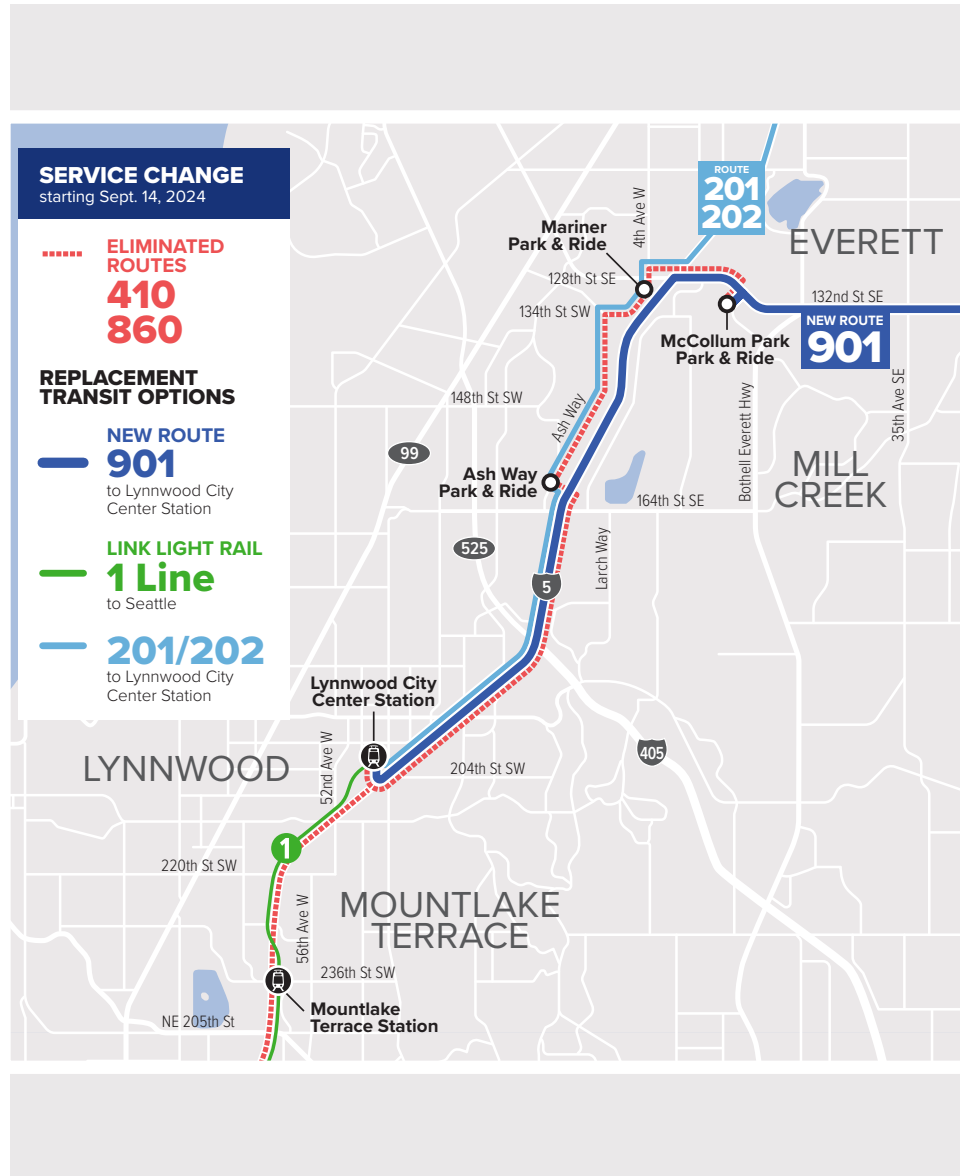 SERVICE CHANGE
starting Sept. 14, 2024
ELIMINATED
ROUTES
410
860
REPLACEMENT
TRANSIT OPTIONS
NEW ROUTE
901
to Lynnwood City
Center Station
LINK LIGHT RAIL
1 Line
to Seattle
201/202
to Lynnwood City
Center Station
ROUTE
201
202
4th Ave W
Mariner
Park & Ride
EVERETT
128th St SE
132nd St SE
134th St SW
NEW ROUTE
901
McCollum Park
Park & Ride
148th St SW
Ash Way
Bothell Everett Hwy
35th Ave SE
99
MILL
CREEK
Ash Way
Park & Ride
164th St SE
525
Larch Way
5
Lynnwood City
Center Station
405
LYNNWOOD
52nd Ave W
204th St SW
1
220th St SW
MOUNTLAKE
TERRACE
56th Ave W
236th St SW
Mountlake
Terrace Station
NE 205th St